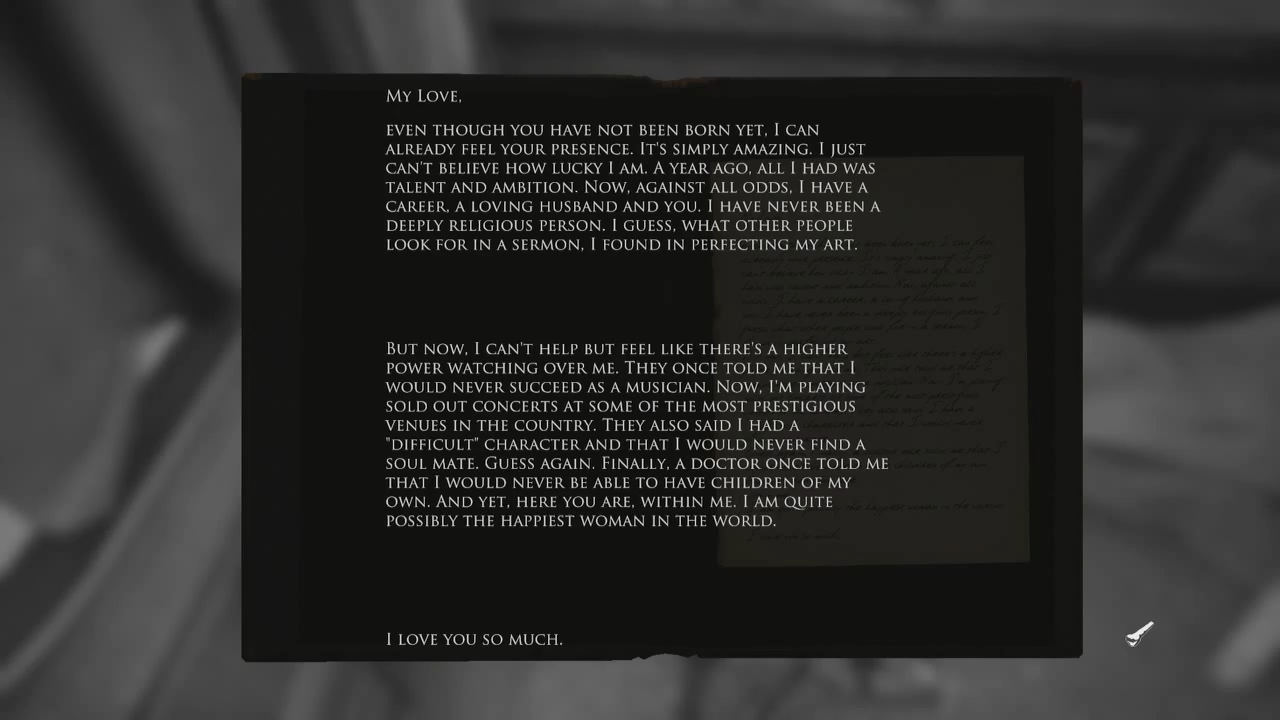 My Love,
even though you have not been born yet, I can
already feel your presence. It's simply amazing. I just
can't believe how lucky I am. A year ago, all I had was
talent and ambition. Now, against all odds, I have a
career, a loving husband and you. I have never been a
deeply religious person. I guess, what other people
look for in a sermon, I found in perfecting my art.
But now, I can't help but feel like there's a higher
power watching over me. They once told me that I
would never succeed as a musician. Now, I'm playing
sold out concerts at some of the most prestigious
venues in the country. They also said I had a
"difficult" character and that I would never find a
soul mate. Guess again. Finally, a doctor once told me
that I would never be able to have children of my
own. And yet, here you are, within me. I am quite
possibly the happiest woman in the world.
I love you so much.